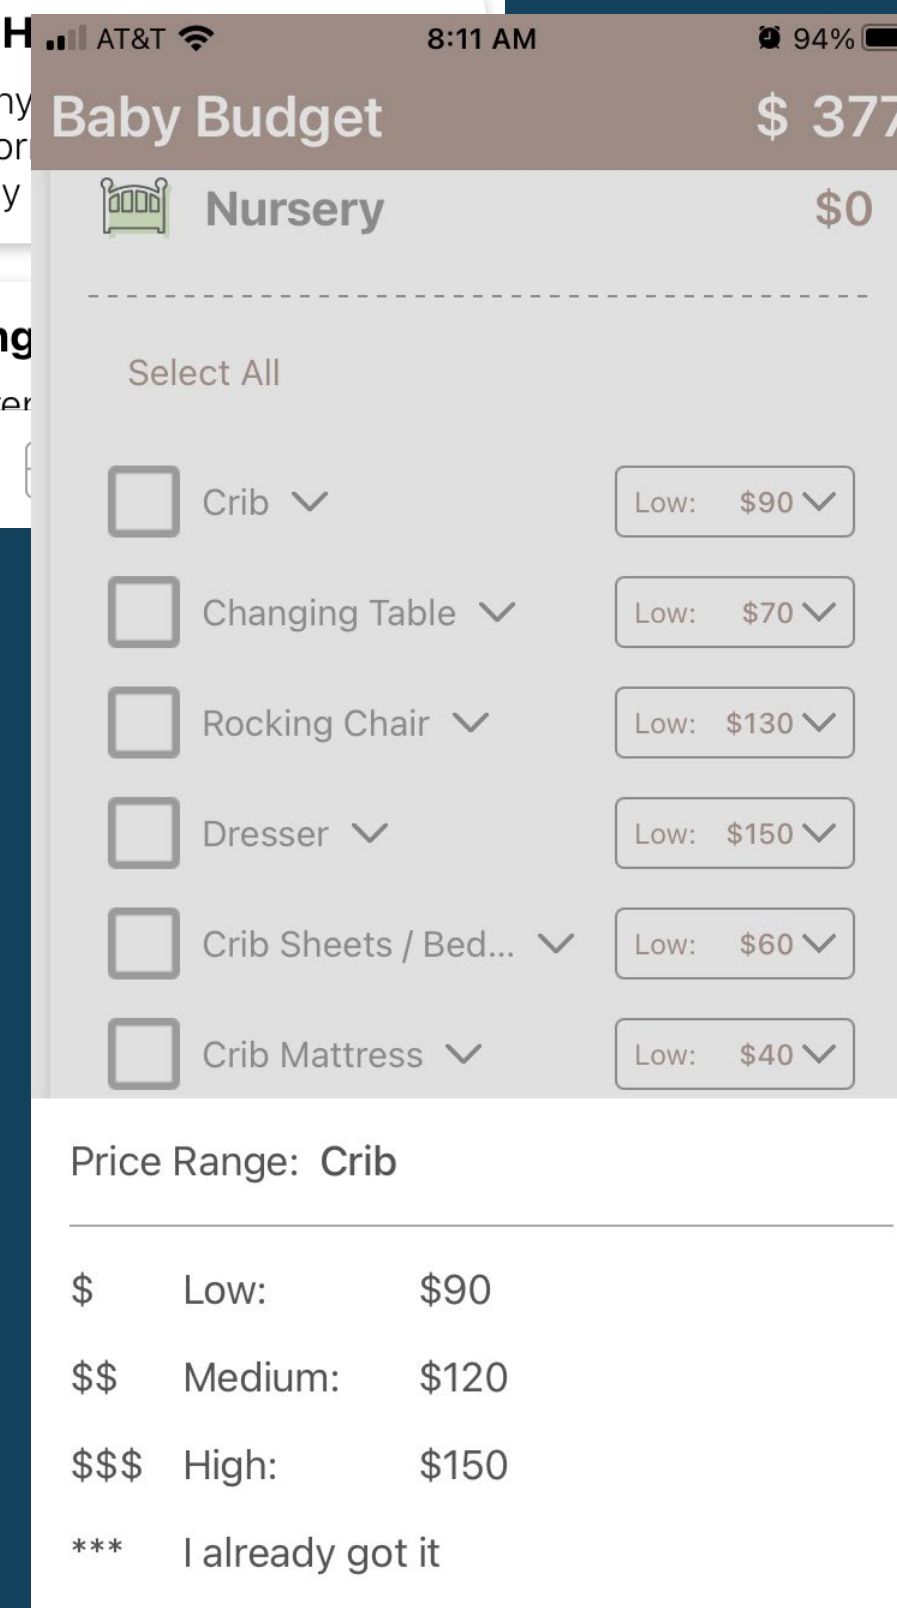 H
AT&T 8:11 AM 94%
Baby Budget $ 377
Nursery $0
Select All
Crib Low: $90
Changing Table Low: $70
Rocking Chair Low: $130
Dresser Low: $150
Crib Sheets / Bed... Low: $60
Crib Mattress Low: $40
Price Range: Crib
$ Low: $90
$$ Medium: $120
$$$ High: $150
*** I already got it